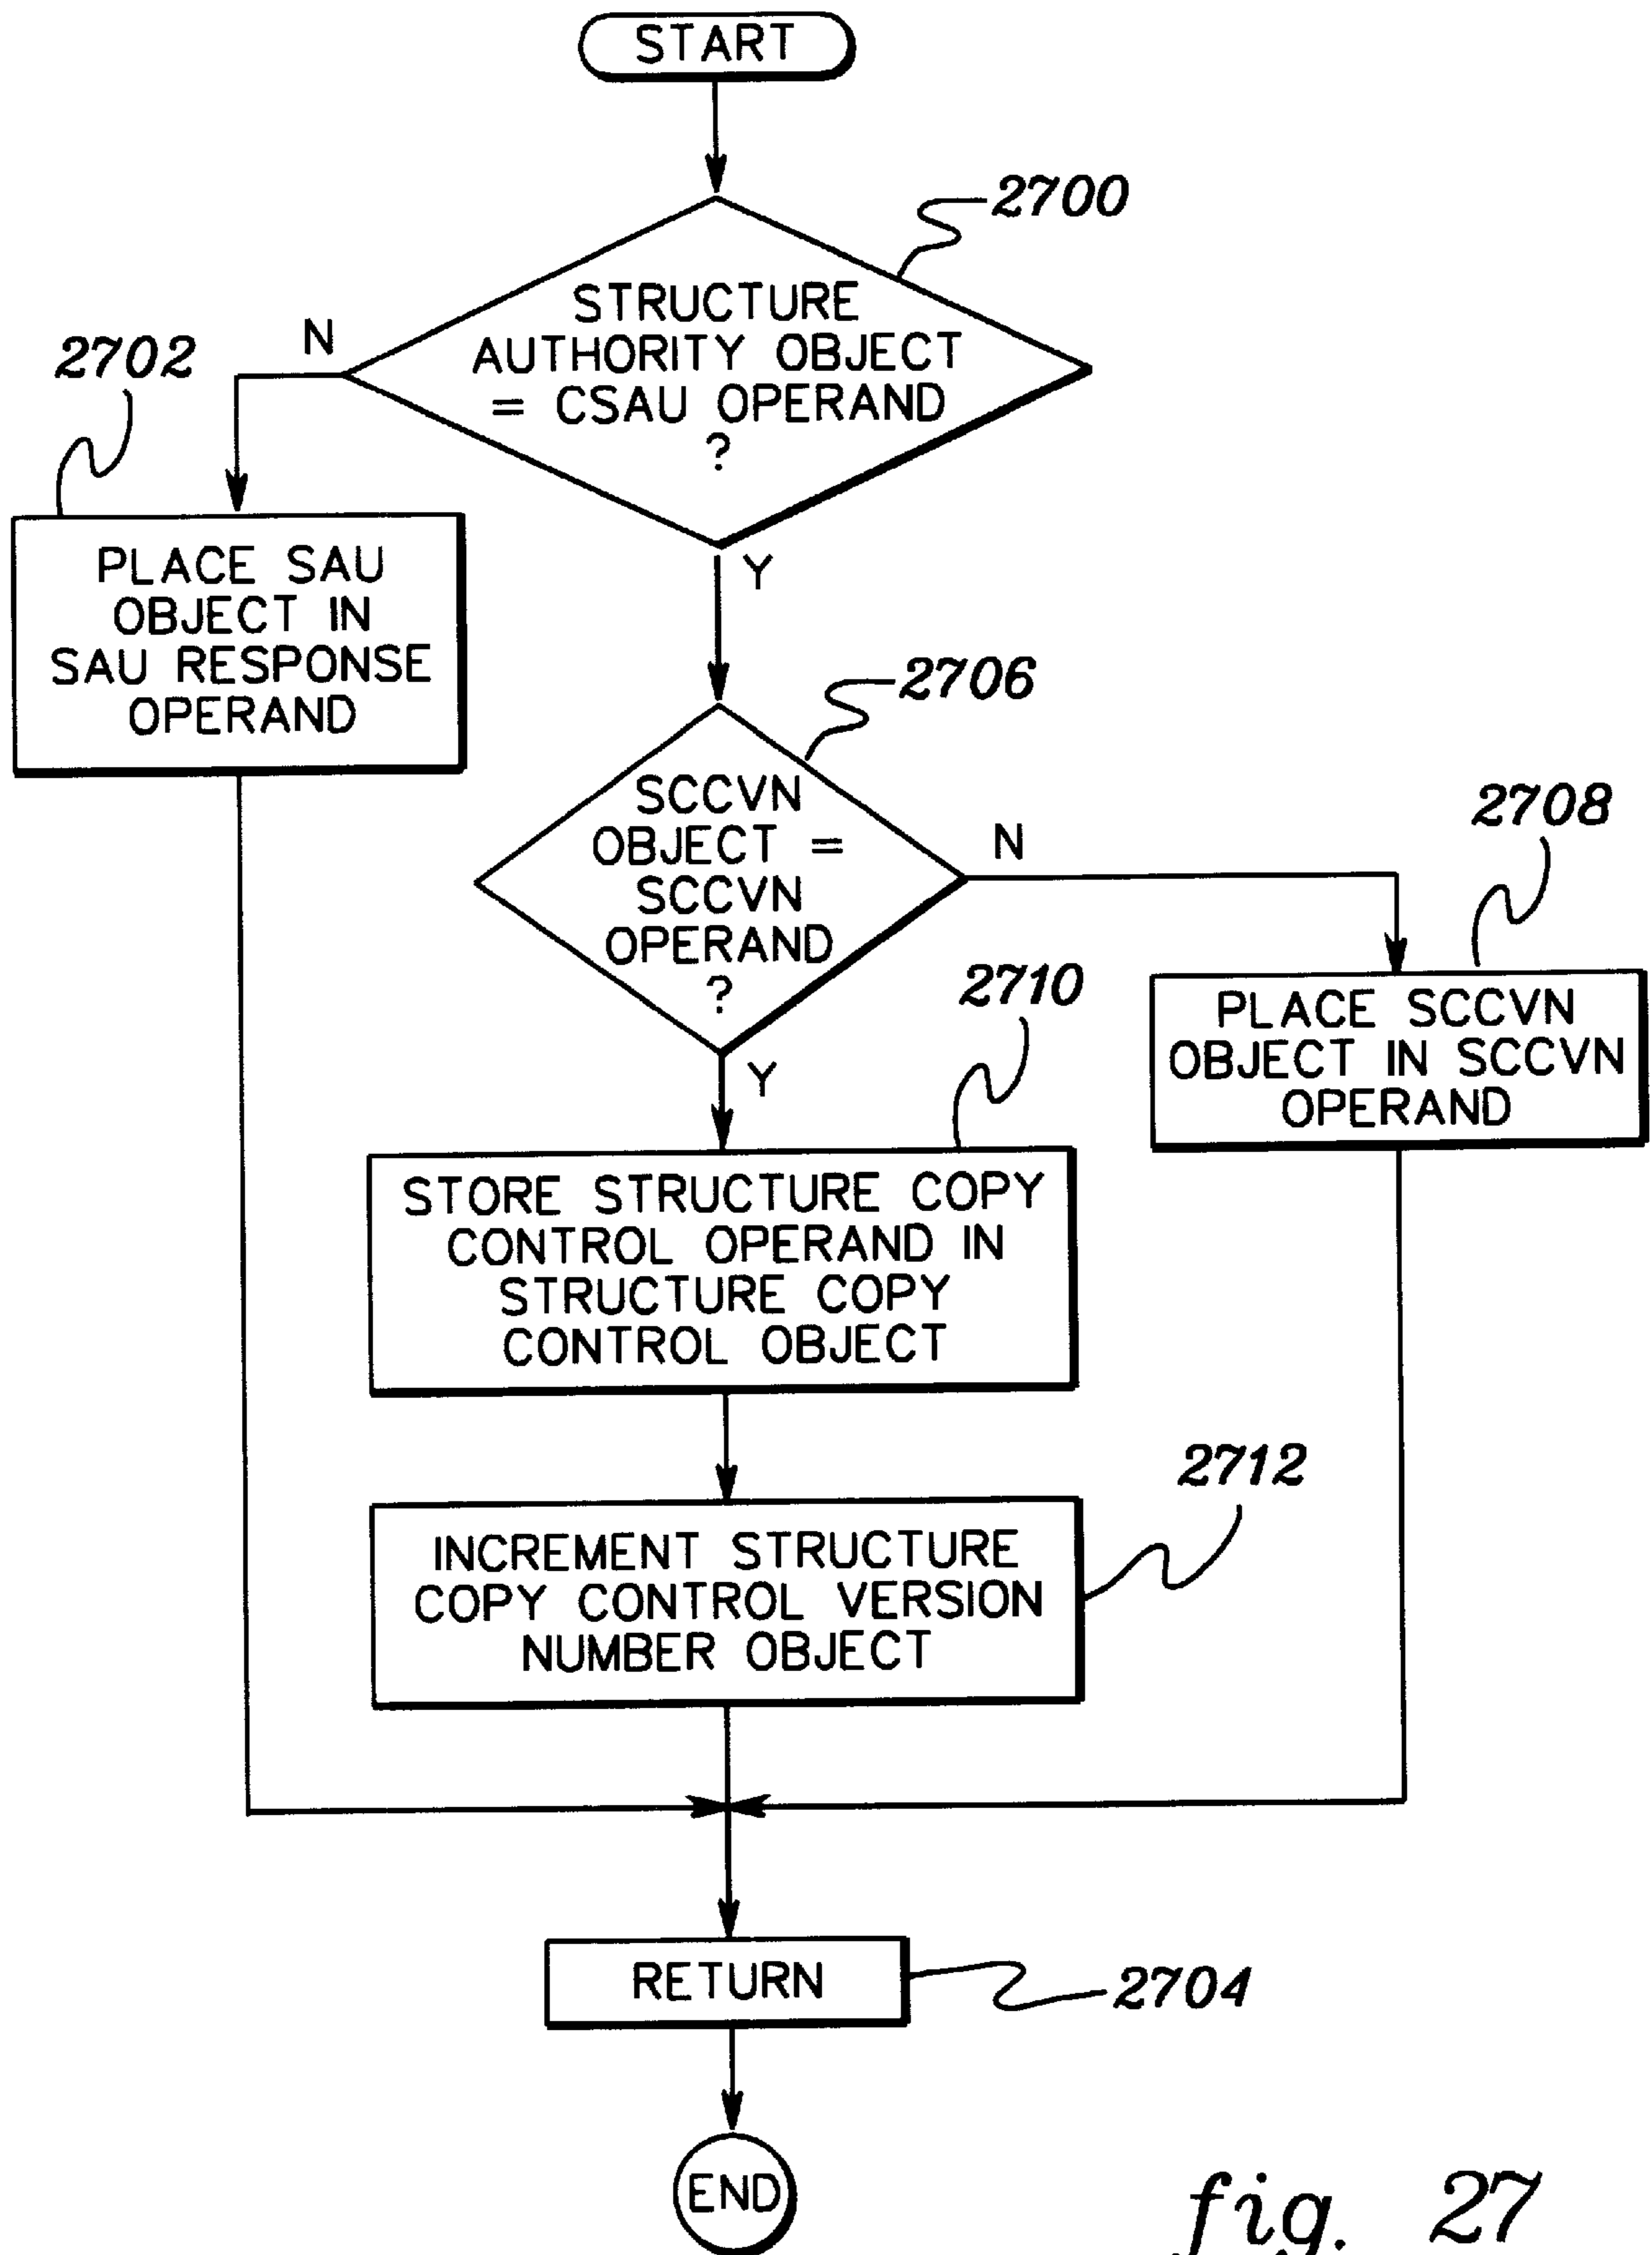 START
2700
STRUCTURE
AUTHORITY OBJECT
= CSAU OPERAND
?
N
2702
Y
PLACE SAU
OBJECT IN
SAU RESPONSE
OPERAND
2706
SCCVN
OBJECT =
SCCVN
OPERAND
?
N
2708
Y
2710
PLACE SCCVN
OBJECT IN SCCVN
OPERAND
STORE STRUCTURE COPY
CONTROL OPERAND IN
STRUCTURE COPY
CONTROL OBJECT
2712
INCREMENT STRUCTURE
COPY CONTROL VERSION
NUMBER OBJECT
RETURN
2704
END
fig. 27